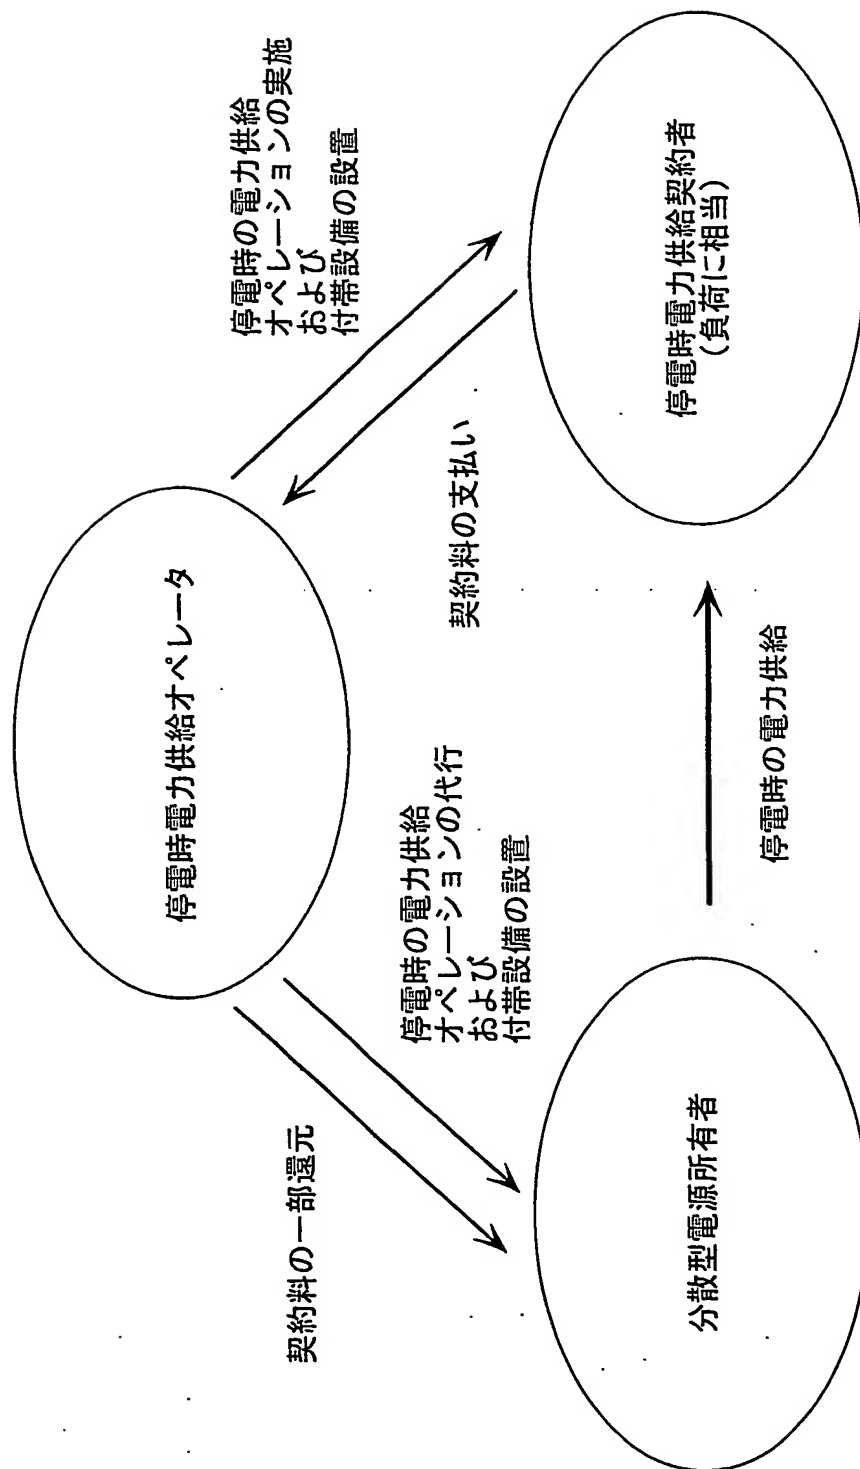 停電時電力供給オペレータ
契約料の一部還元
停電時の電力供給
オペレーションの代行
および
付帯設備の設置
契約料の支払い
停電時の電力供給
オペレーションの実施
および
付帯設備の設置
分散型電源所有者
停電時の電力供給
停電時電力供給契約者
(負荷に相当)